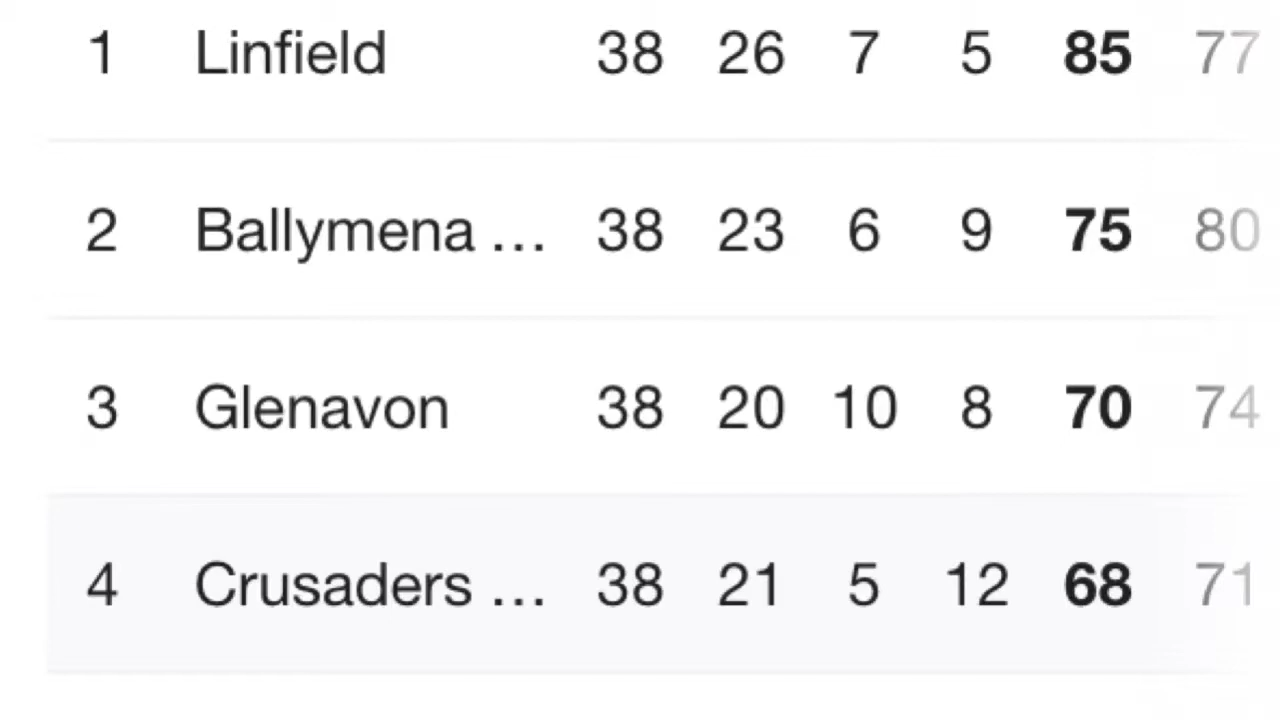 1 Linfield 38 26 7 5 85 77
2 Ballymena ... 38 23 6 9 75 80
3 Glenavon 38 20 10 8 70 74
4 Crusaders ... 38 21 5 12 68 71